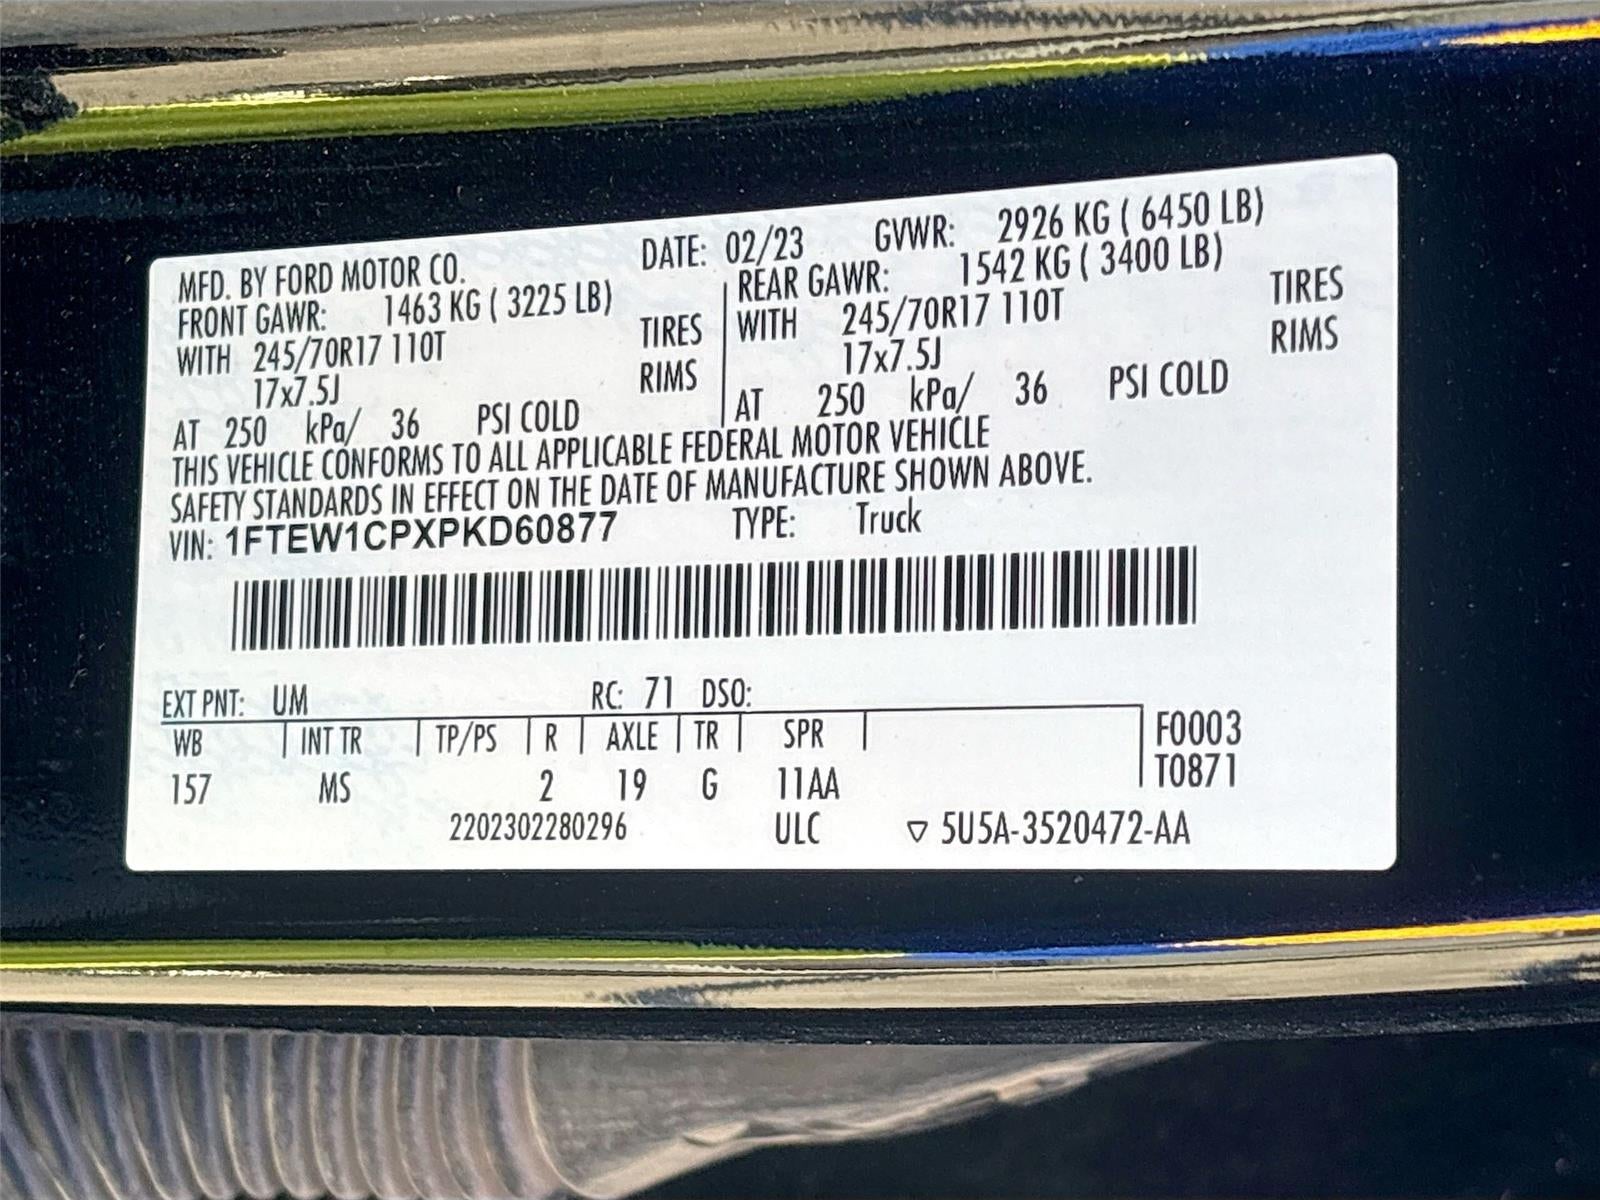 MFD. BY FORD MOTOR CO. DATE: 02/23 GVWR: 2926 KG ( 6450 LB)
FRONT GAWR: 1463 KG ( 3225 LB) REAR GAWR: 1542 KG ( 3400 LB)
WITH 245/70R17 110T TIRES WITH 245/70R17 110T TIRES
17x7.5J RIMS 17x7.5J RIMS
AT 250 kPa/ 36 PSI COLD AT 250 kPa/ 36 PSI COLD
THIS VEHICLE CONFORMS TO ALL APPLICABLE FEDERAL MOTOR VEHICLE
SAFETY STANDARDS IN EFFECT ON THE DATE OF MANUFACTURE SHOWN ABOVE.
VIN: 1FTEW1CPXPKD60877 TYPE: Truck
EXT PNT: UM RC: 71 DSO:
WB INT TR TP/PS R AXLE TR SPR F0003
157 MS 2 19 G 11AA T0871
2202302280296 ULC ▽ 5U5A-3520472-AA